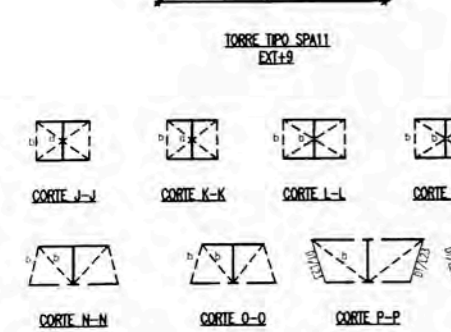 TORRE TIPO SPA11
EXT+9
b
b
b
b
CORTE J-J
CORTE K-K
CORTE L-L
CORTE
b b
b b
b
CORTE N-N
CORTE O-O
CORTE P-P